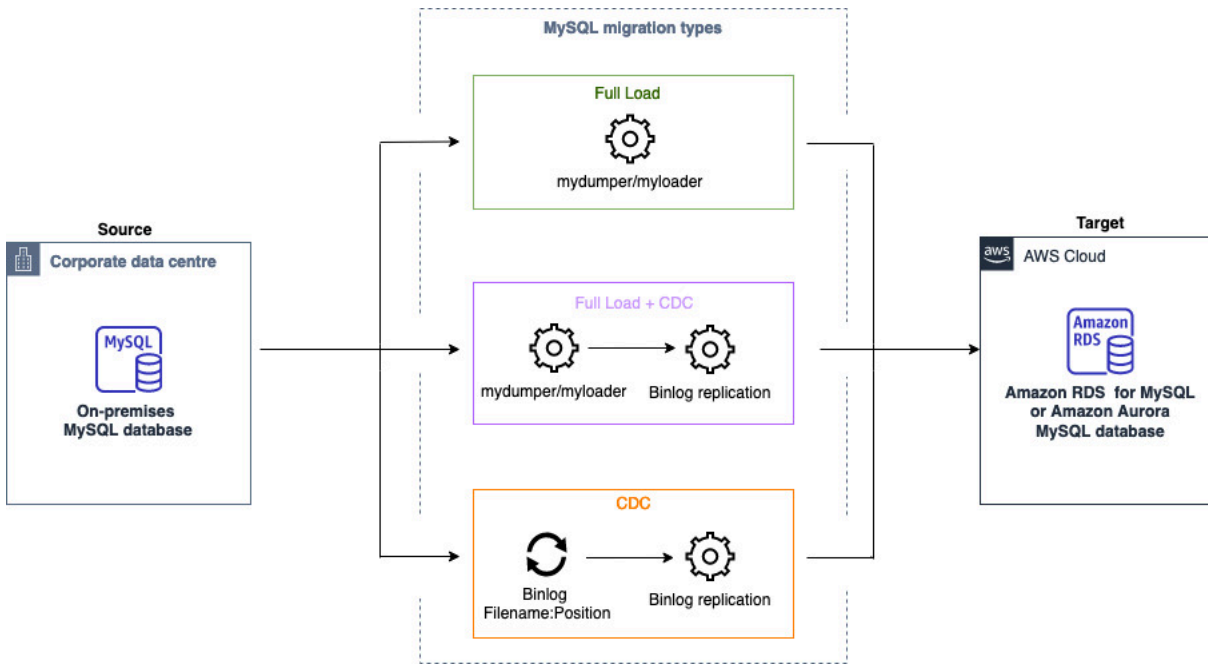 MySQL migration types
Full Load
mydumper/myloader
Source
Corporate data centre
MySQL
On-premises
MySQL database
Full Load + CDC
mydumper/myloader
Binlog replication
CDC
Binlog
Filename:Position
Binlog replication
Target
aws
AWS Cloud
Amazon
RDS
Amazon RDS for MySQL
or Amazon Aurora
MySQL database